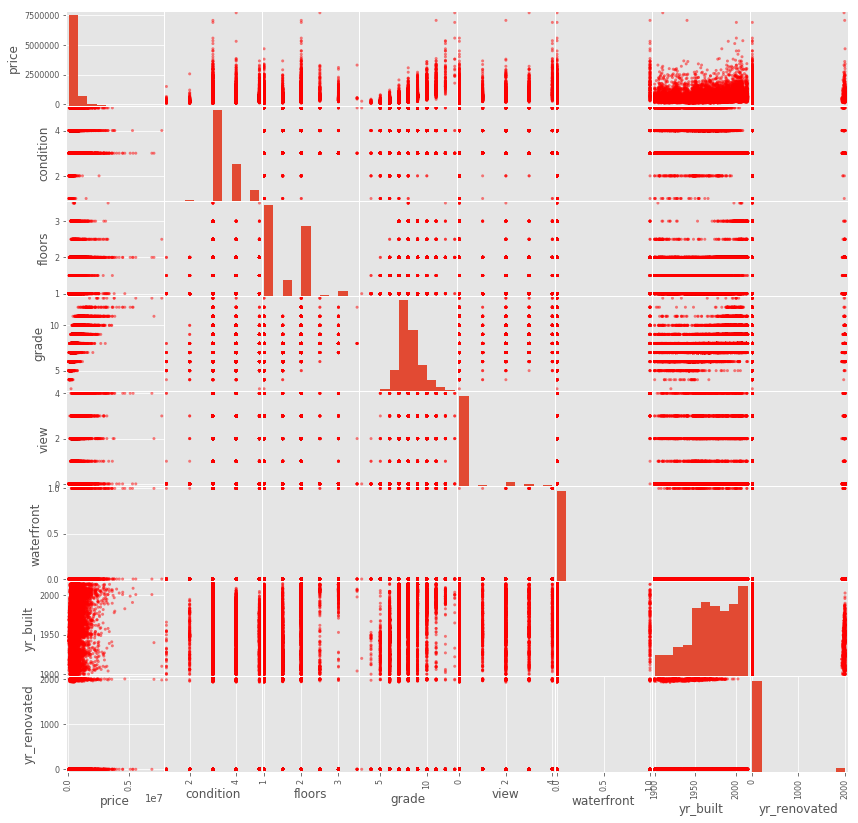 7500000
5000000
2500000
0
price
4
2
condition
3
2
1
floors
10
5
grade
4
2
0
view
1.0
0.5
0.0
waterfront
2000
1950
1900
yr_built
2000
1000
0
yr_renovated
0.0
0.5
1e7
price
2
4
condition
1
2
3
floors
5
10
grade
0
2
4
view
0.0
0.5
1.0
waterfront
1900
1950
2000
yr_built
0
1000
2000
yr_renovated